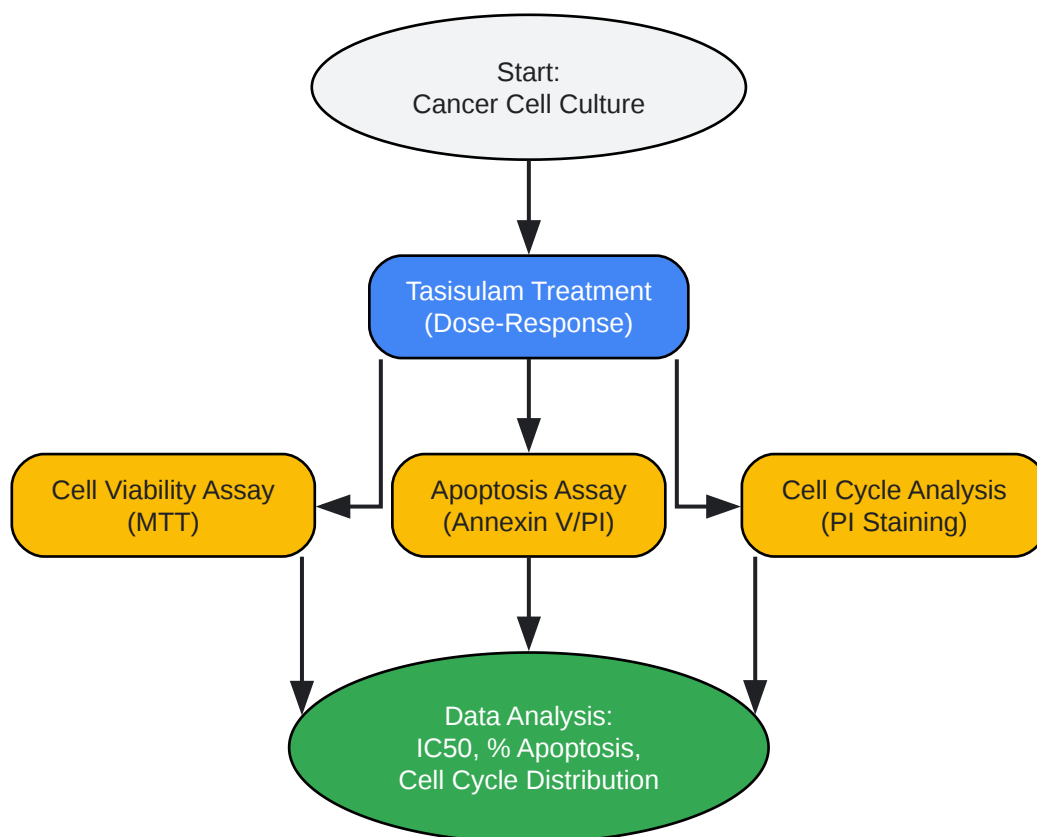 Start:
Cancer Cell Culture
Tasisulam Treatment
(Dose-Response)
Cell Viability Assay
(MTT)
Apoptosis Assay
(Annexin V/PI)
Cell Cycle Analysis
(PI Staining)
Data Analysis:
IC50, % Apoptosis,
Cell Cycle Distribution